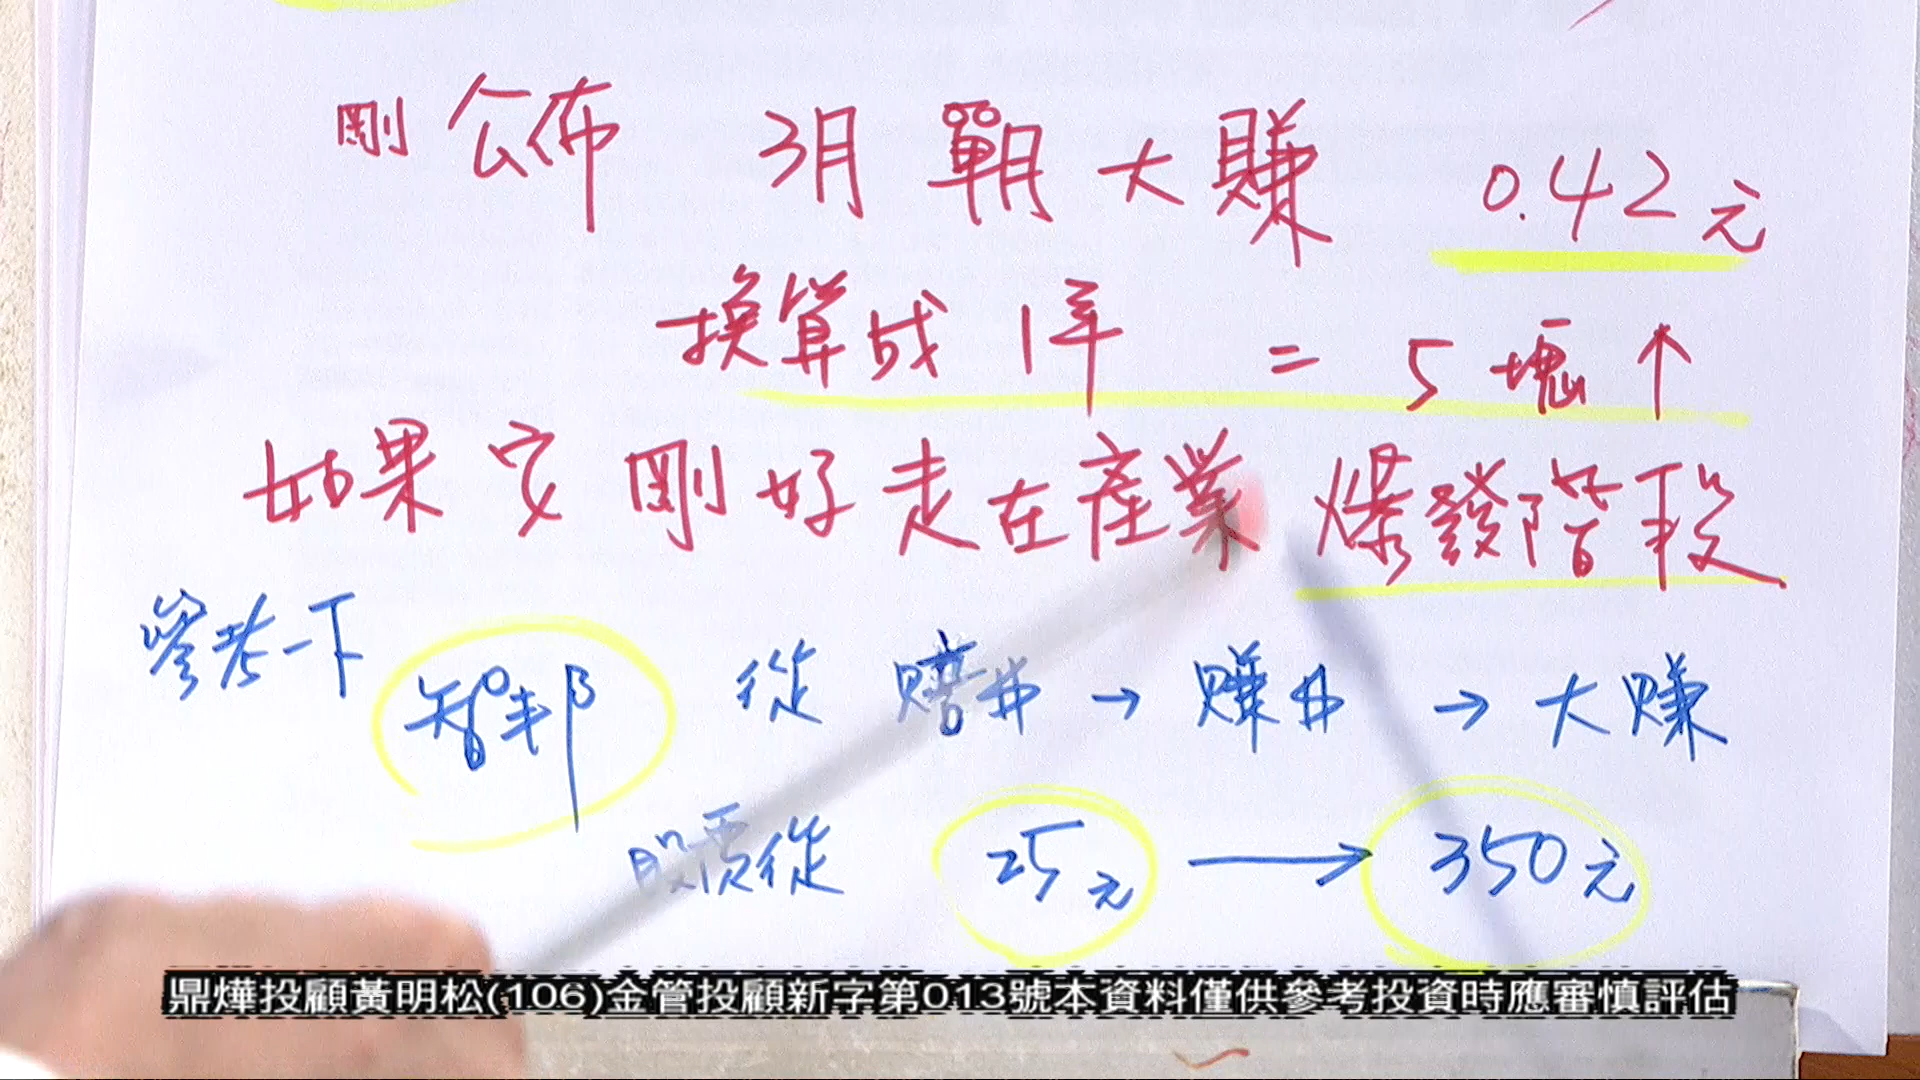 剛公布 3月單月大賺 0.42元
換算成1年 = 5塊↑
如果它剛好走在產業爆發階段
參考一下 智邦 從賠錢→賺錢→大賺
股價從 25元 → 350元
鼎燁投顧黃明松(106)金管投顧新字第013號本資料僅供參考投資時應審慎評估